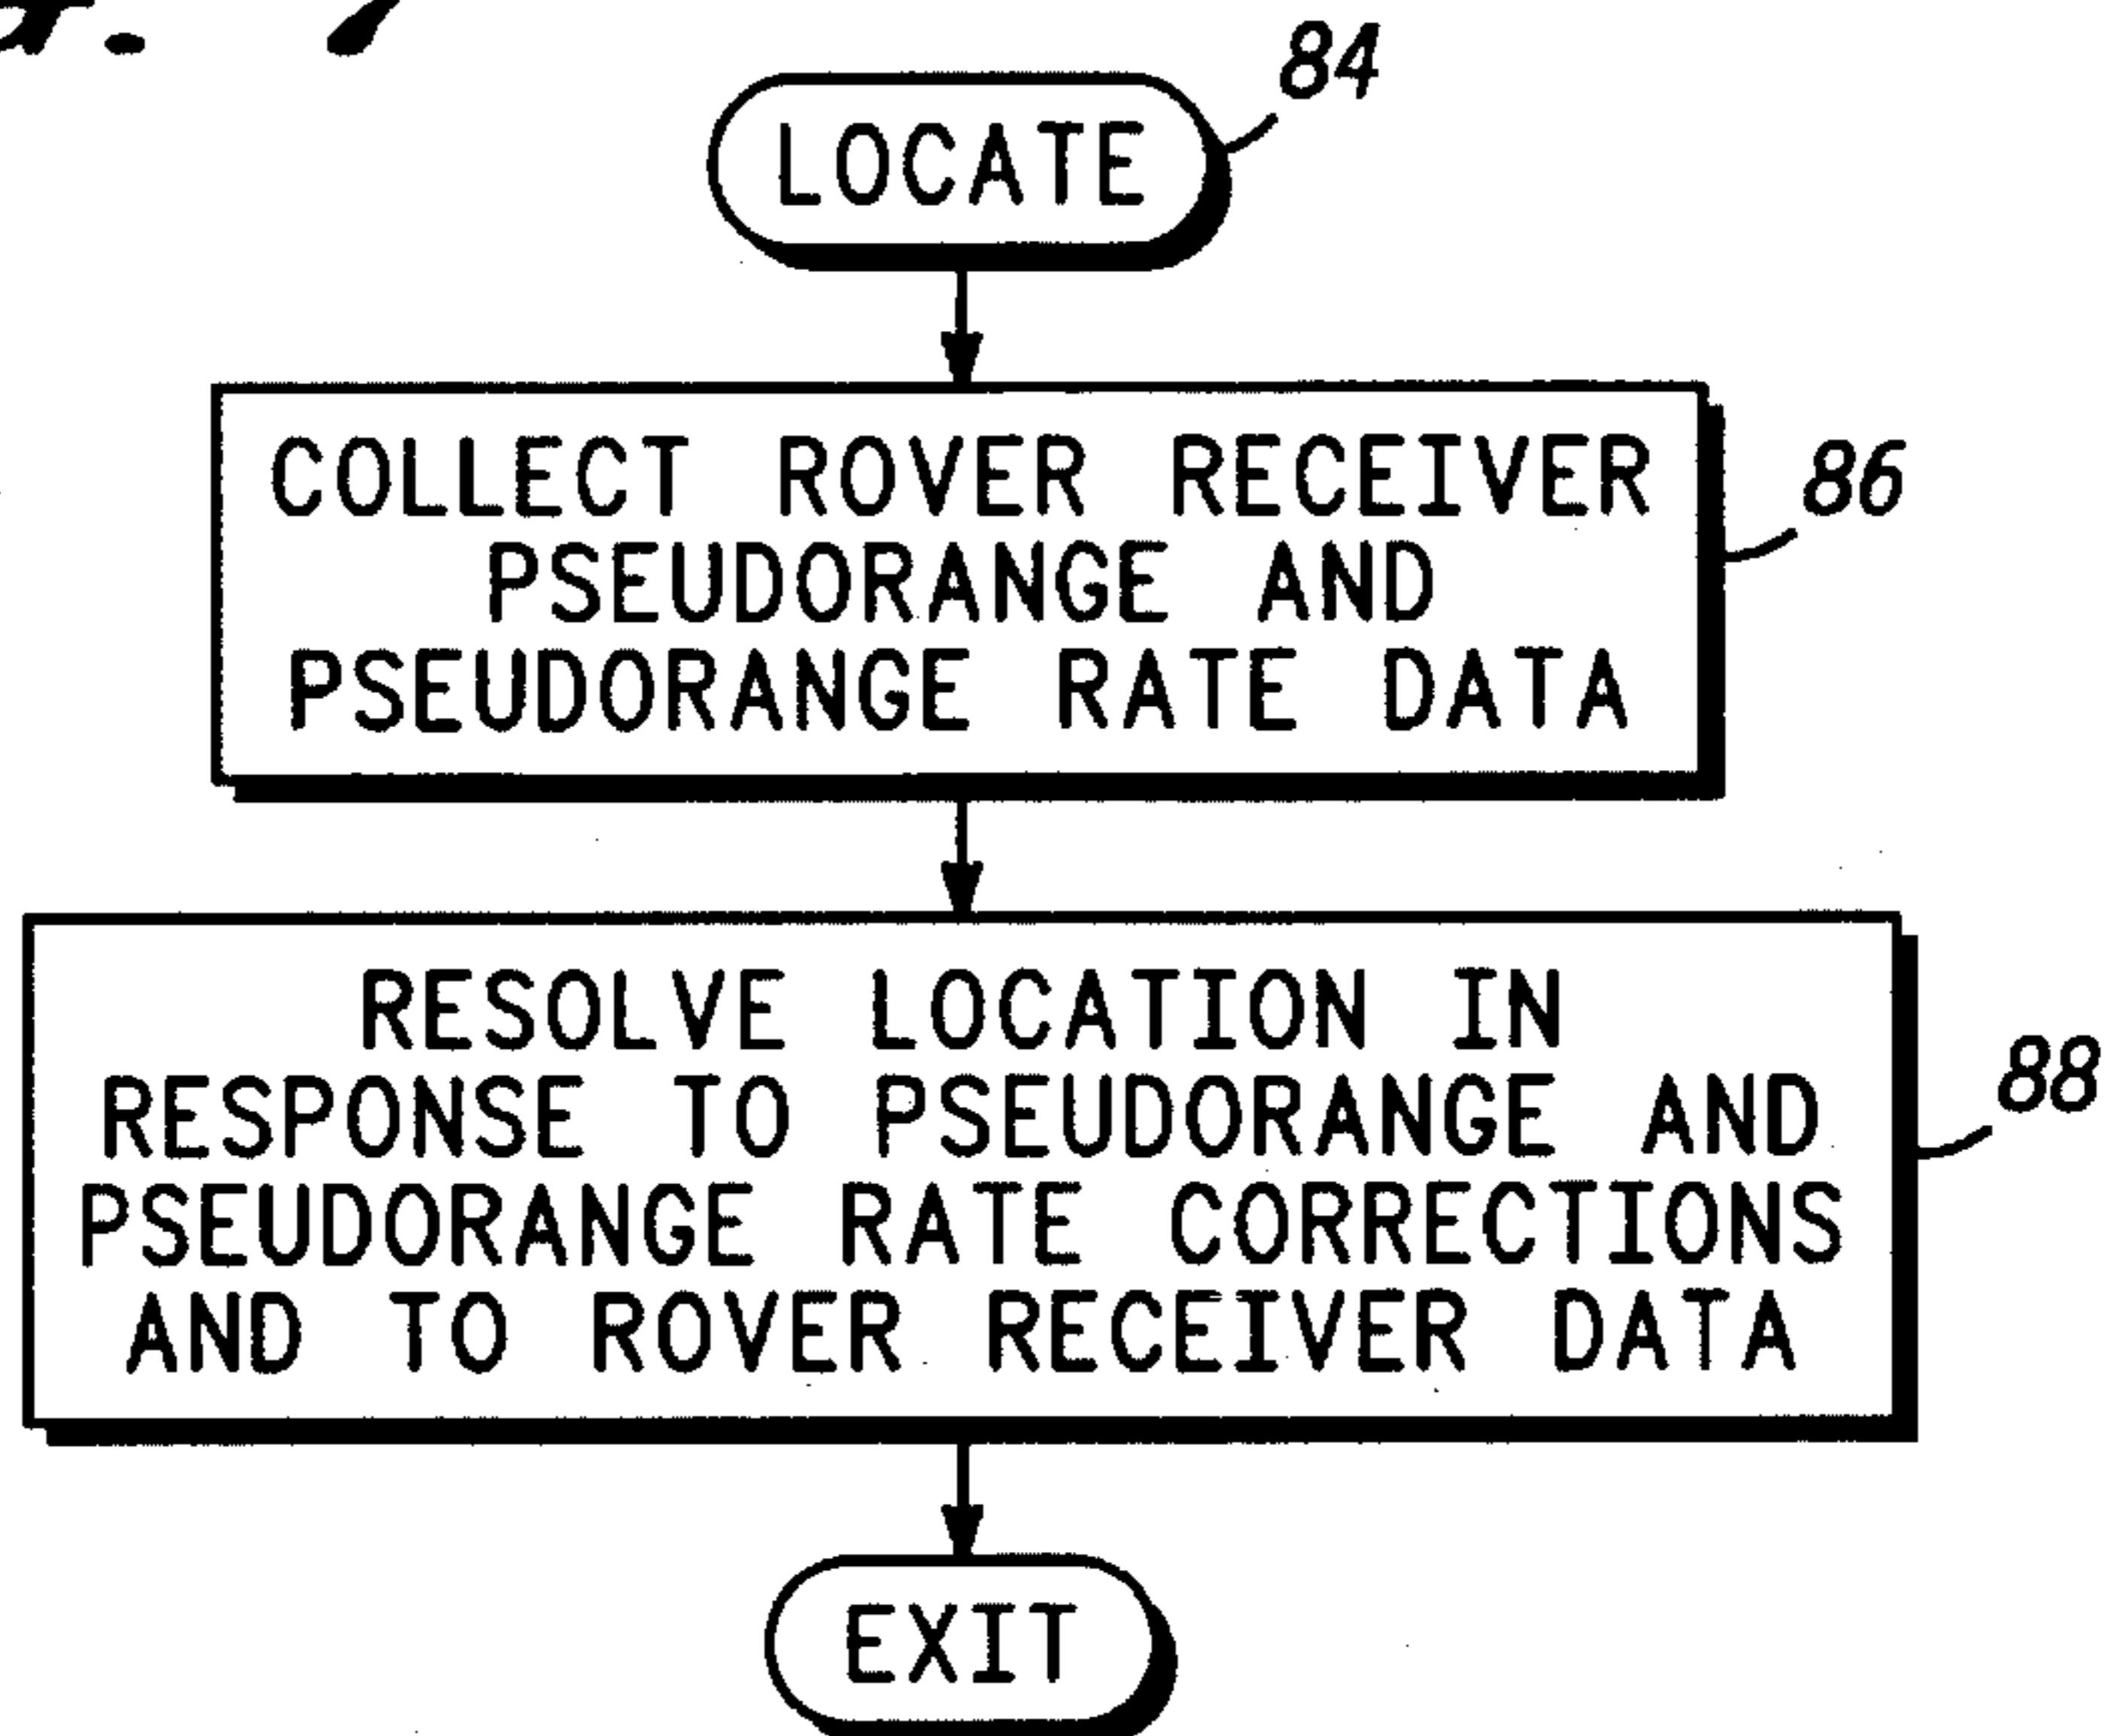 84
LOCATE
COLLECT ROVER RECEIVER
PSEUDORANGE AND
PSEUDORANGE RATE DATA
86
RESOLVE LOCATION IN
RESPONSE TO PSEUDORANGE AND
PSEUDORANGE RATE CORRECTIONS
AND TO ROVER RECEIVER DATA
88
EXIT